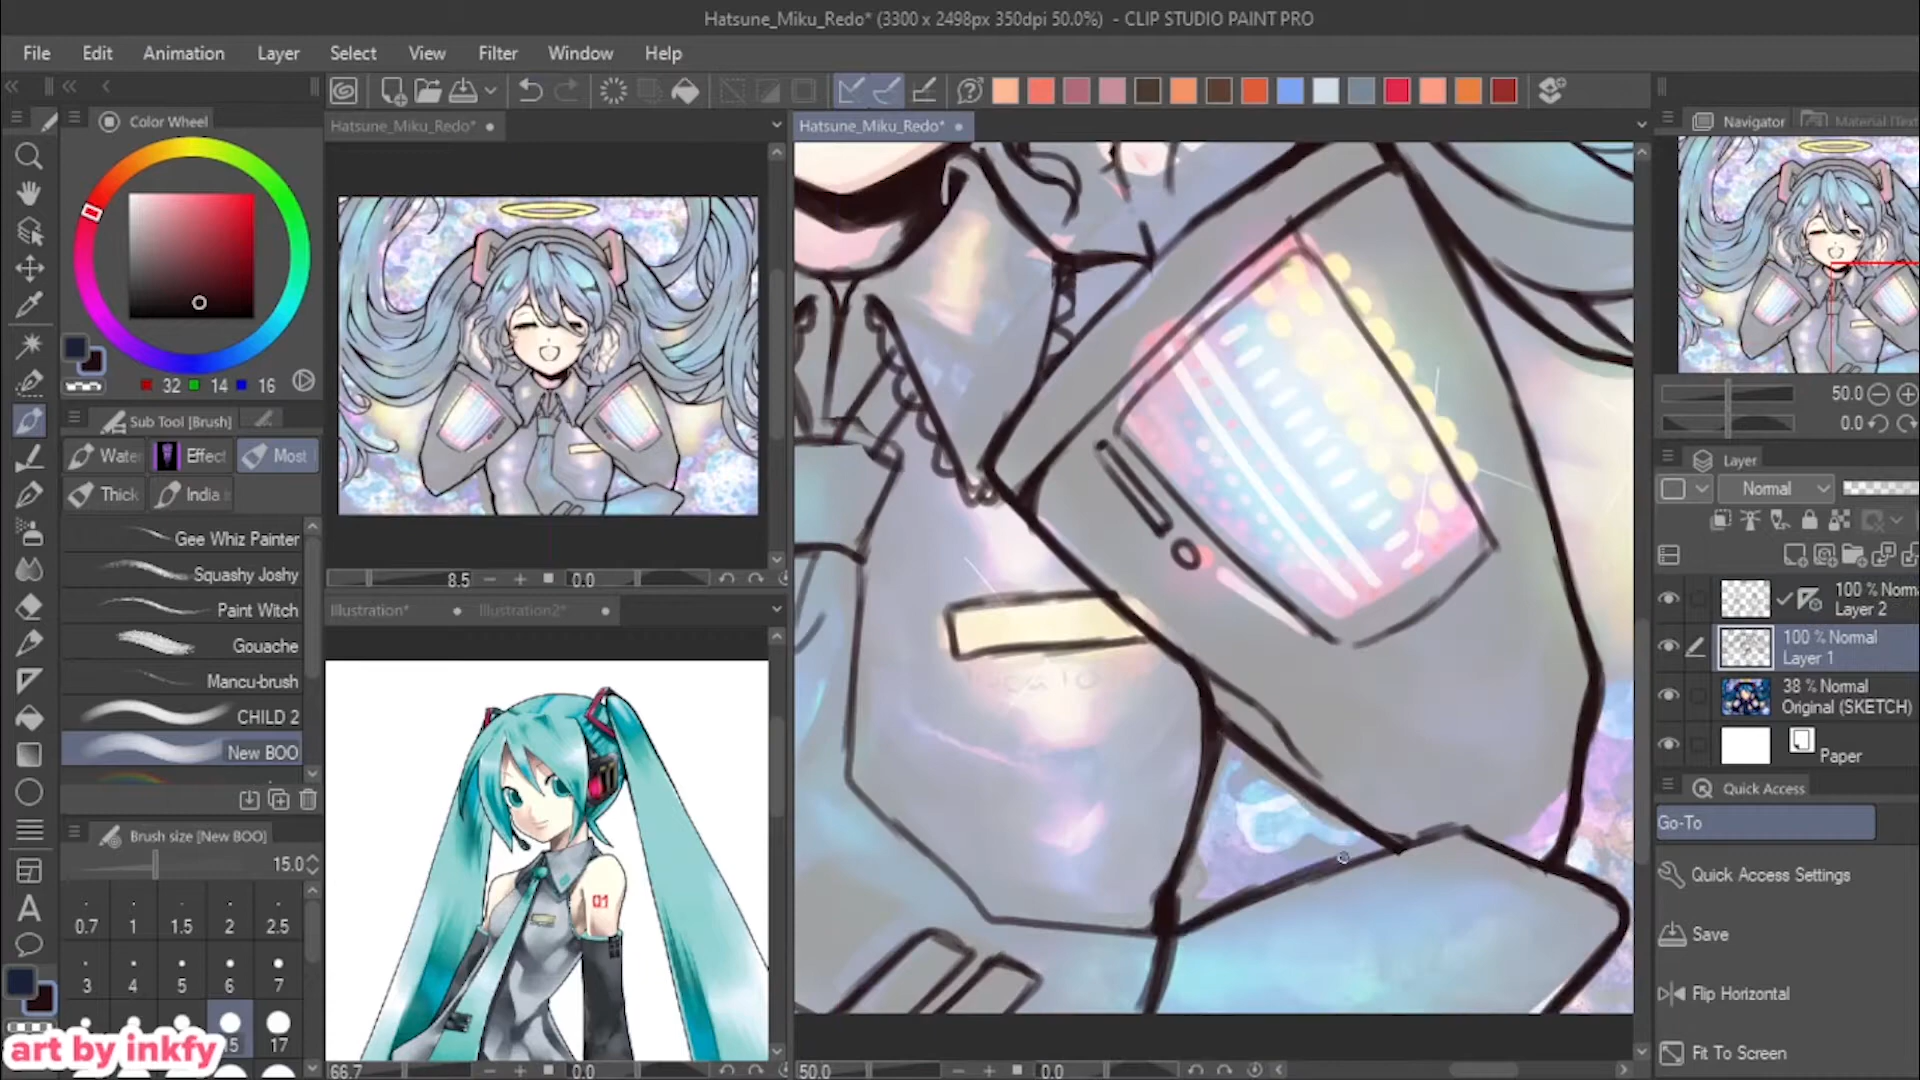 Hatsune_Miku_Redo* (3300 x 2498px 350dpi 50.0%) - CLIP STUDIO PAINT PRO
File Edit Animation Layer Select View Filter Window Help
Color Wheel
32 14 16
Sub Tool [Brush]
Water Effect Most
Thick India
Gee Whiz Painter
Squashy Joshy
Paint Witch
Gouache
Mancu-brush
CHILD 2
New BOO
Brush size [New BOO]
15.0
0.7 1 1.5 2 2.5
3 4 5 6 7
15 17
art by inkfy
Hatsune_Miku_Redo*
8.5 0.0
Illustration* Illustration2*
01
66.7 0.0
Hatsune_Miku_Redo*
50.0 0.0
Navigator Material [Text
50.0
0.0
Layer
Normal
100 % Norm
Layer 2
100 % Normal
Layer 1
38 % Normal
Original (SKETCH)
Paper
Quick Access
Go-To
Quick Access Settings
Save
Flip Horizontal
Fit To Screen